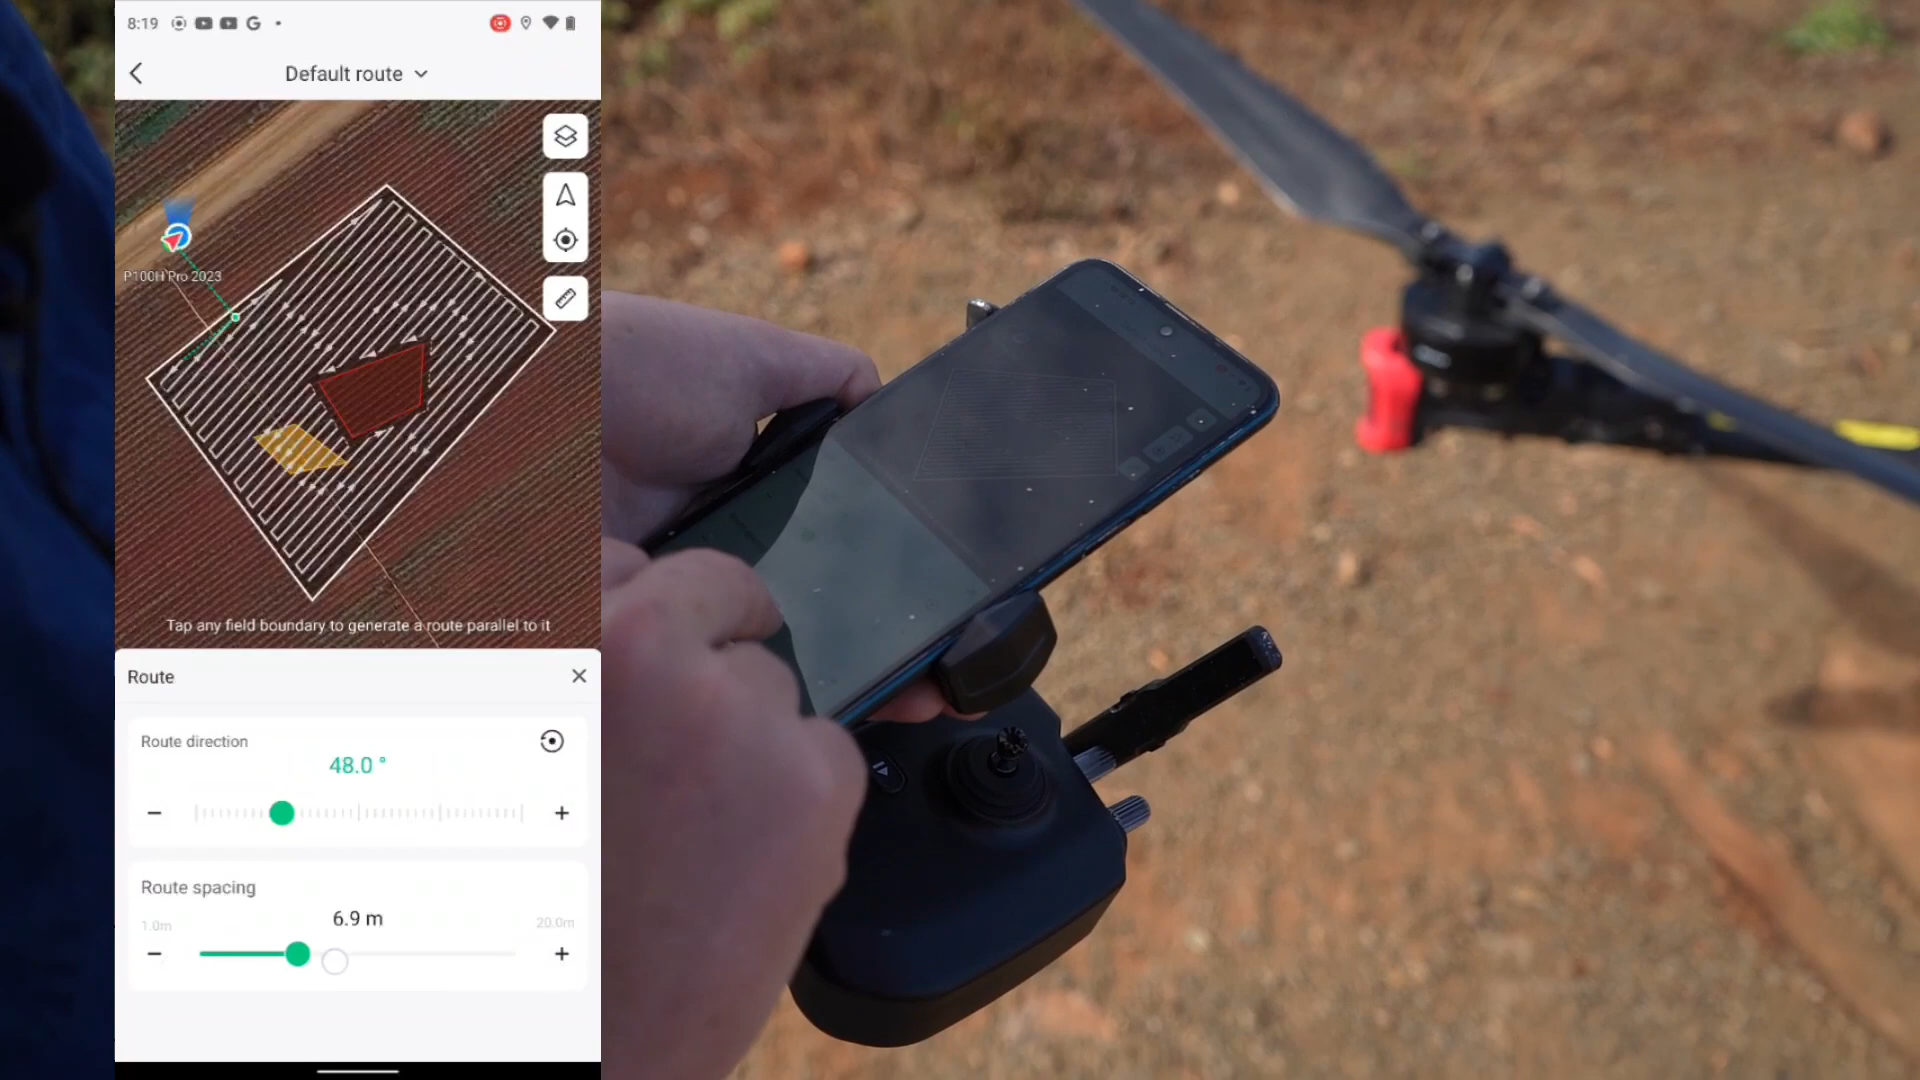 8:19
Default route
P100H Pro 2023
Tap any field boundary to generate a route parallel to it
Route
Route direction
48.0 °
Route spacing
1.0m
6.9 m
20.0m